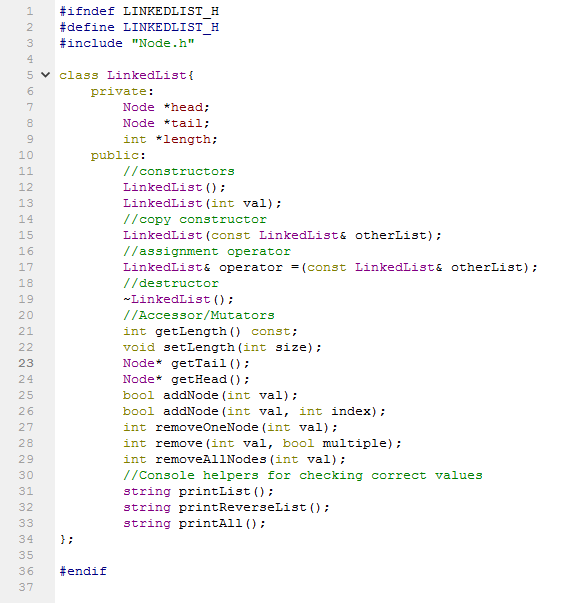 1 #ifndef LINKEDLIST_H
2 #define LINKEDLIST_H
3 #include "Node.h"
4
5 class LinkedList{
6 private:
7 Node *head;
8 Node *tail;
9 int *length;
10 public:
11 //constructors
12 LinkedList();
13 LinkedList(int val);
14 //copy constructor
15 LinkedList(const LinkedList& otherList);
16 //assignment operator
17 LinkedList& operator =(const LinkedList& otherList);
18 //destructor
19 ~LinkedList();
20 //Accessor/Mutators
21 int getLength() const;
22 void setLength(int size);
23 Node* getTail();
24 Node* getHead();
25 bool addNode(int val);
26 bool addNode(int val, int index);
27 int removeOneNode(int val);
28 int remove(int val, bool multiple);
29 int removeAllNodes(int val);
30 //Console helpers for checking correct values
31 string printList();
32 string printReverseList();
33 string printAll();
34 };
35
36 #endif
37